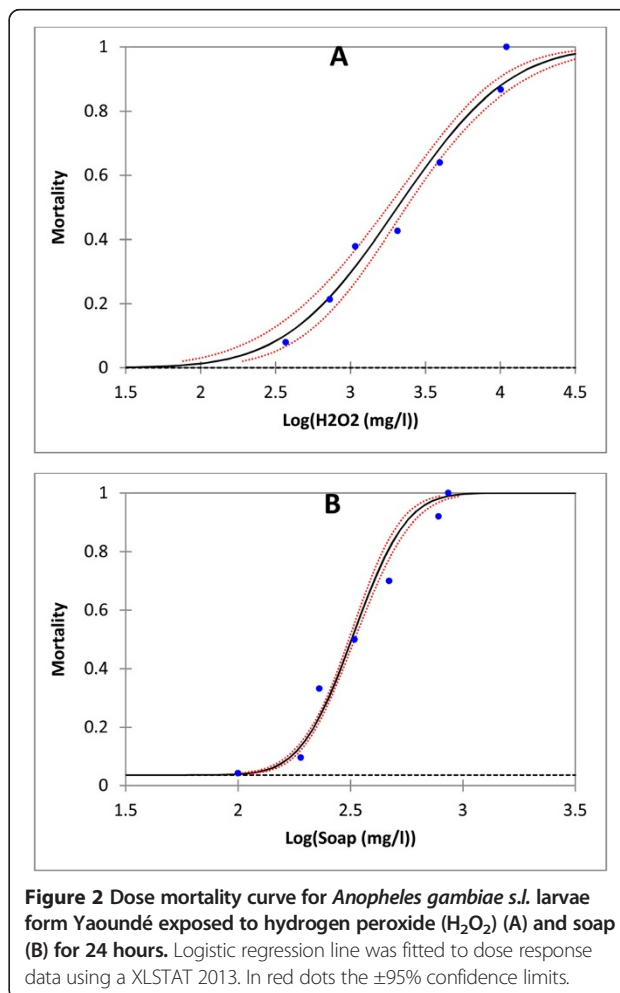 A
1
0.8
0.6
0.4
0.2
0
Mortality
1.5 2 2.5 3 3.5 4 4.5
Log(H2O2 (mg/l))
B
1
0.8
0.6
0.4
0.2
0
Mortality
1.5 2 2.5 3 3.5
Log(Soap (mg/l))
Figure 2 Dose mortality curve for Anopheles gambiae s.l. larvae
form Yaoundé exposed to hydrogen peroxide (H₂O₂) (A) and soap
(B) for 24 hours. Logistic regression line was fitted to dose response
data using a XLSTAT 2013. In red dots the ±95% confidence limits.